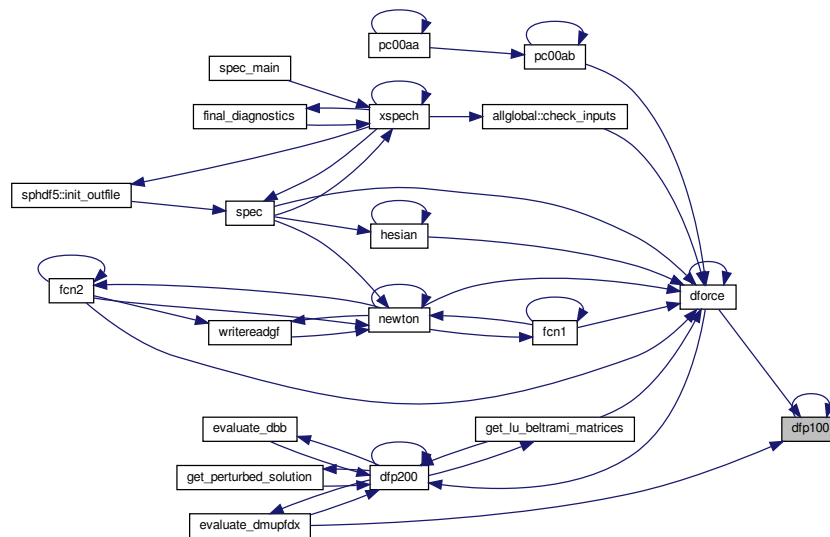 pc00aa
pc00ab
spec_main
final_diagnostics
xspech
allglobal::check_inputs
sphdf5::init_outfile
spec
hesian
fcn2
dforce
writereadgf
newton
fcn1
evaluate_dbb
get_lu_beltrami_matrices
dfp100
get_perturbed_solution
dfp200
evaluate_dmupfdx